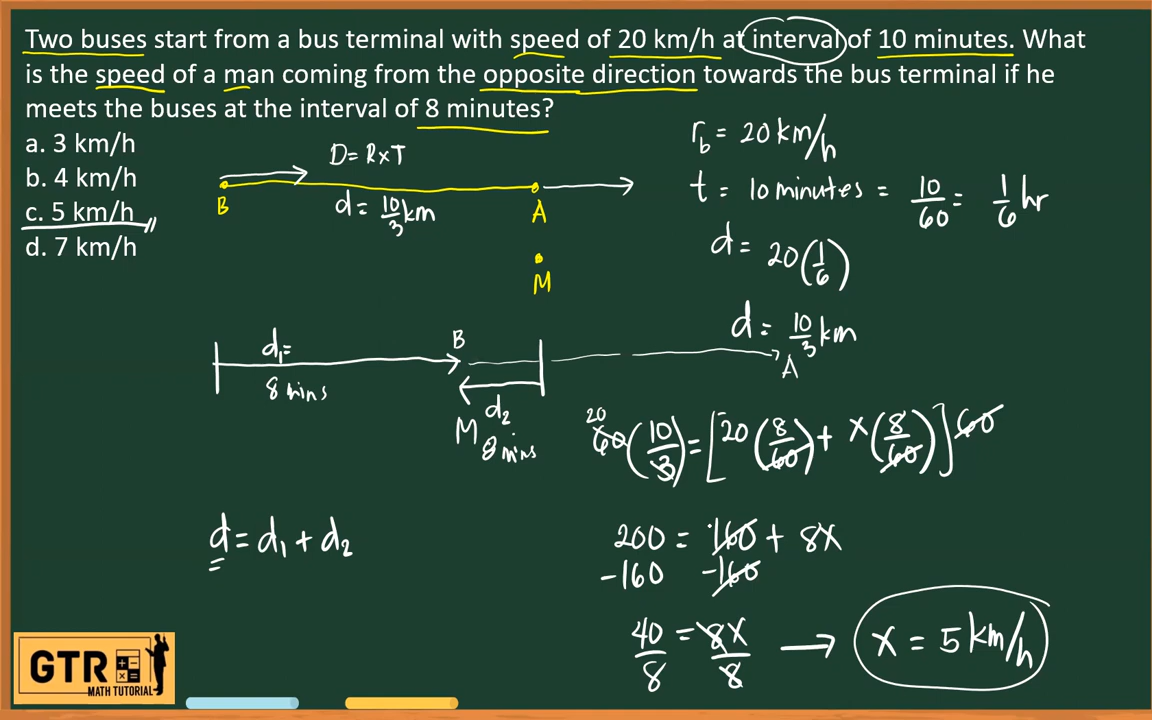 Two buses start from a bus terminal with speed of 20 km/h at interval of 10 minutes. What
is the speed of a man coming from the opposite direction towards the bus terminal if he
meets the buses at the interval of 8 minutes?
a. 3 km/h
b. 4 km/h
c. 5 km/h
d. 7 km/h
D = R x T
B
d = 10/3 km
A
M
r_b = 20 km/h
t = 10 minutes = 10/60 = 1/6 hr
d = 20(1/6)
d = 10/3 km
d₁=
8 mins
B
A
M
d₂
8 mins
20
60(10/3) = [20(8/60) + x(8/60)]60
d = d₁ + d₂
200 = 160 + 8x
-160 -160
40/8 = 8x/8 → x = 5 km/h
GTR
MATH TUTORIAL